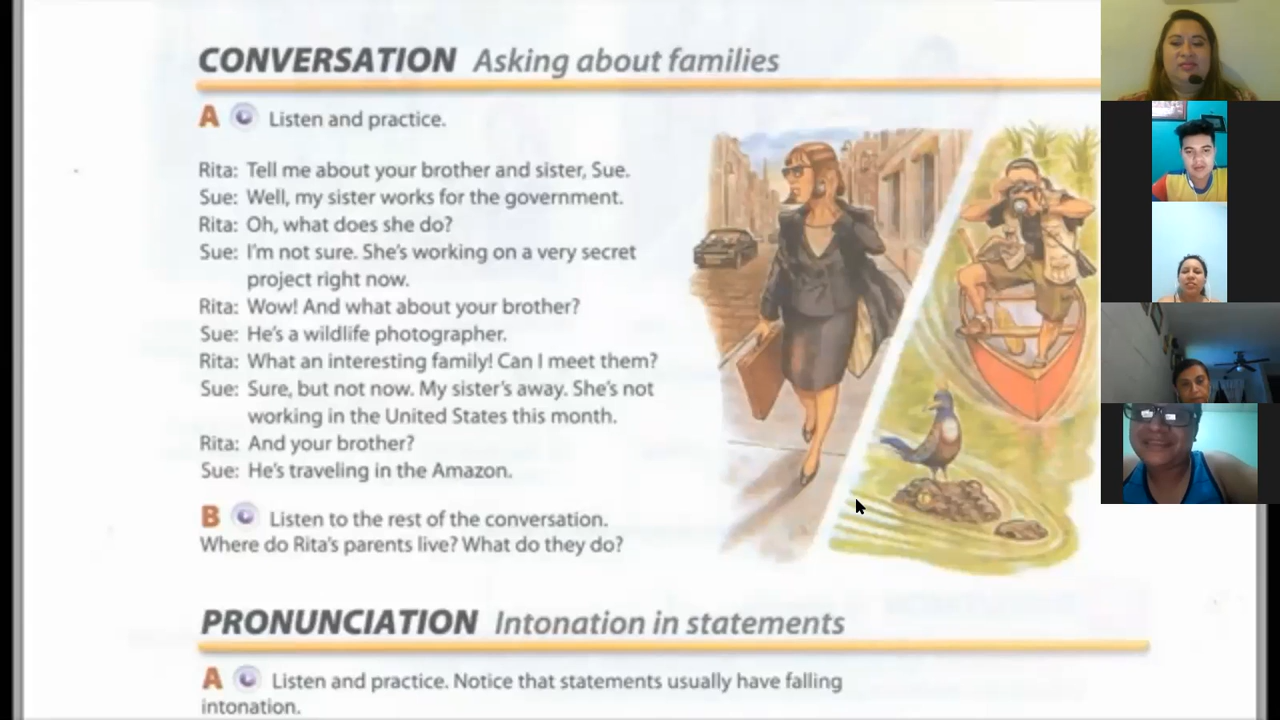 CONVERSATION Asking about families
A Listen and practice.
Rita: Tell me about your brother and sister, Sue.
Sue: Well, my sister works for the government.
Rita: Oh, what does she do?
Sue: I'm not sure. She's working on a very secret
project right now.
Rita: Wow! And what about your brother?
Sue: He's a wildlife photographer.
Rita: What an interesting family! Can I meet them?
Sue: Sure, but not now. My sister's away. She's not
working in the United States this month.
Rita: And your brother?
Sue: He's traveling in the Amazon.
B Listen to the rest of the conversation.
Where do Rita's parents live? What do they do?
PRONUNCIATION Intonation in statements
A Listen and practice. Notice that statements usually have falling
intonation.